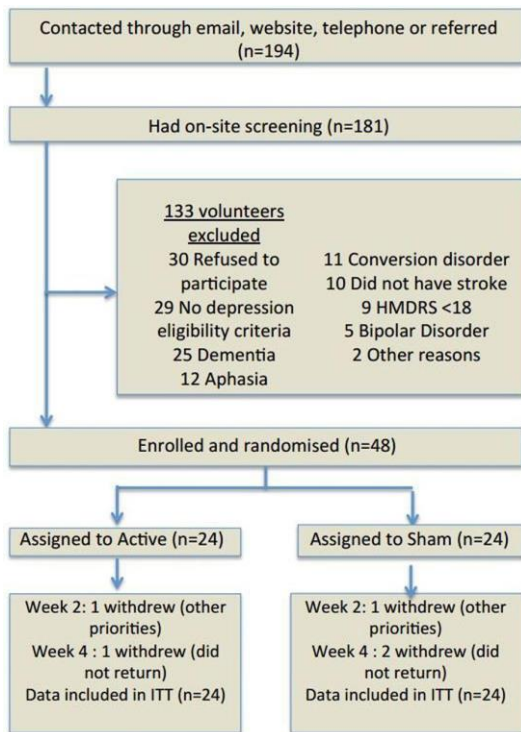 Contacted through email, website, telephone or referred
(n=194)
Had on-site screening (n=181)
133 volunteers
excluded
30 Refused to
participate
29 No depression
eligibility criteria
25 Dementia
12 Aphasia
11 Conversion disorder
10 Did not have stroke
9 HMDRS <18
5 Bipolar Disorder
2 Other reasons
Enrolled and randomised (n=48)
Assigned to Active (n=24)
Assigned to Sham (n=24)
Week 2: 1 withdrew (other
priorities)
Week 4 : 1 withdrew (did
not return)
Data included in ITT (n=24)
Week 2: 1 withdrew (other
priorities)
Week 4 : 2 withdrew (did
not return)
Data included in ITT (n=24)